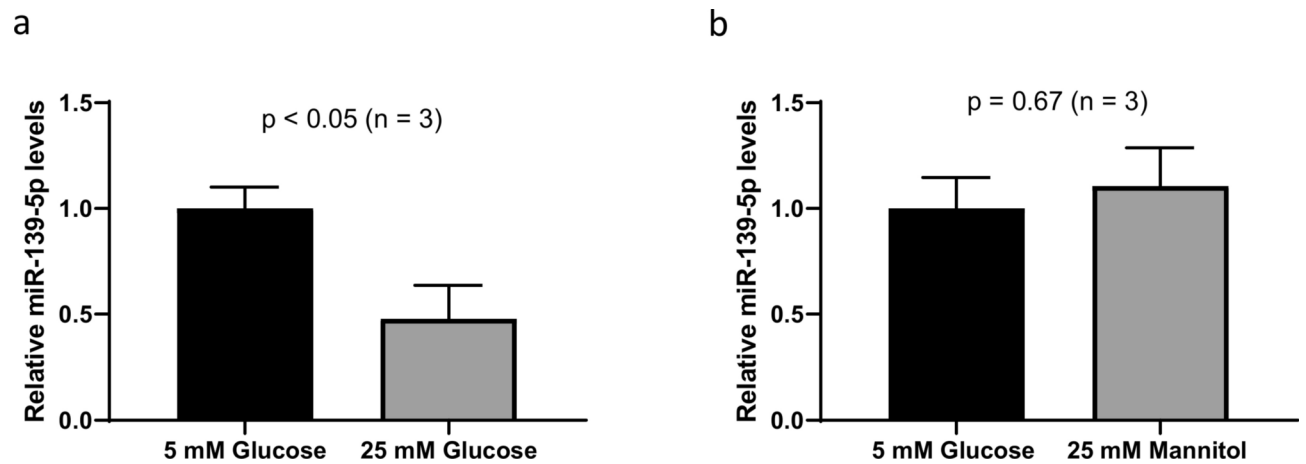 a
p < 0.05 (n = 3)
Relative miR-139-5p levels
1.5
1.0
0.5
0.0
5 mM Glucose
25 mM Glucose
b
p = 0.67 (n = 3)
Relative miR-139-5p levels
1.5
1.0
0.5
0.0
5 mM Glucose
25 mM Mannitol